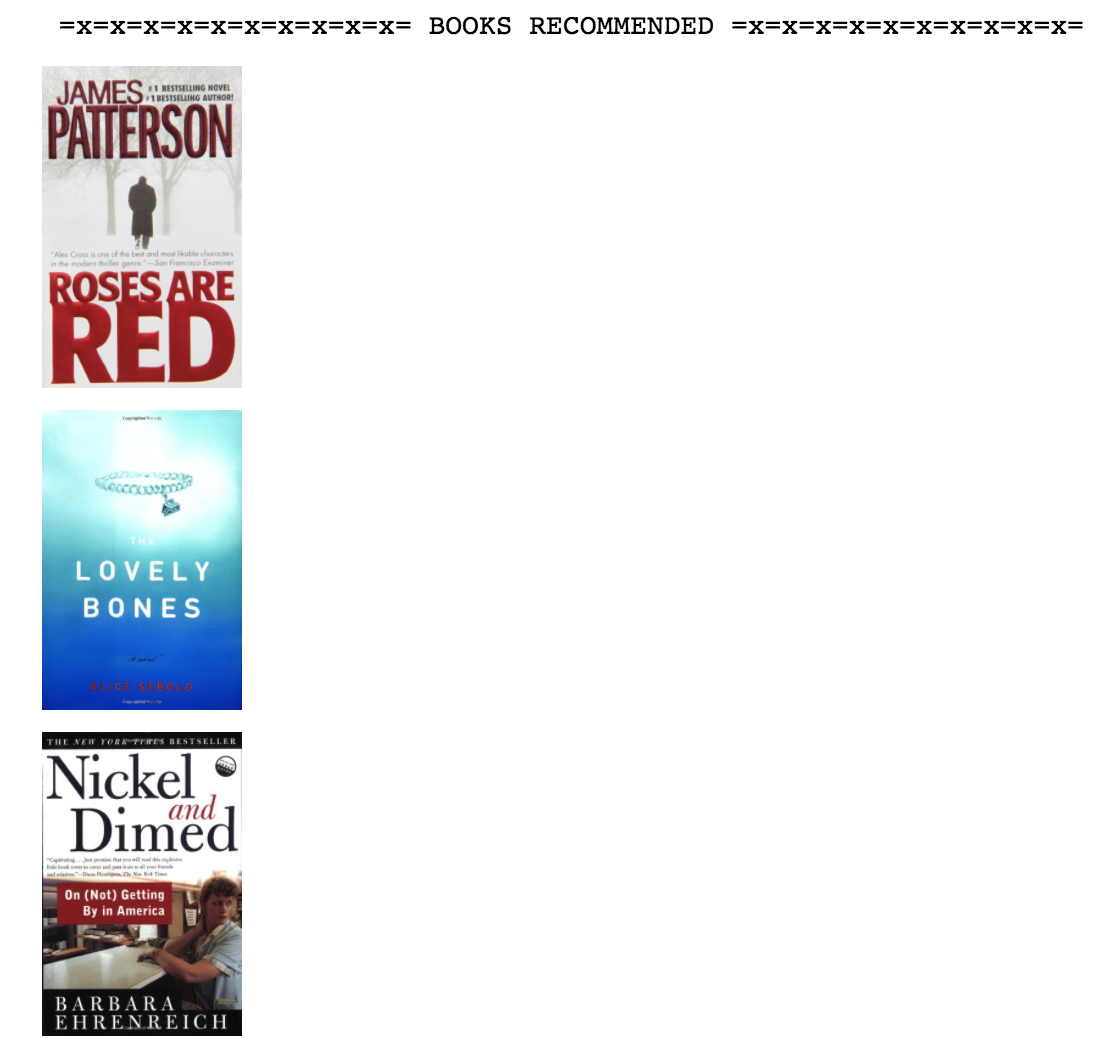 =x=x=x=x=x=x=x=x=x=x= BOOKS RECOMMENDED =x=x=x=x=x=x=x=x=x=x=
JAMES
#1 BESTSELLING NOVEL
#1 BESTSELLING AUTHOR!
PATTERSON
"Alex Cross is one of the best and most likable characters
in the modern thriller genre."—San Francisco Examiner
ROSES ARE
RED
Copyrighted Material
THE
LOVELY
BONES
A novel
ALICE SEBOLD
Copyrighted Material
THE NEW YORK TIMES BESTSELLER
Nickel
and
Dimed
"Captivating . . . Just promise that you will read this explosive
little book cover to cover and pass it on to all your friends
and relatives."—Diana Henriques, The New York Times
On (Not) Getting
By in America
BARBARA
EHRENREICH